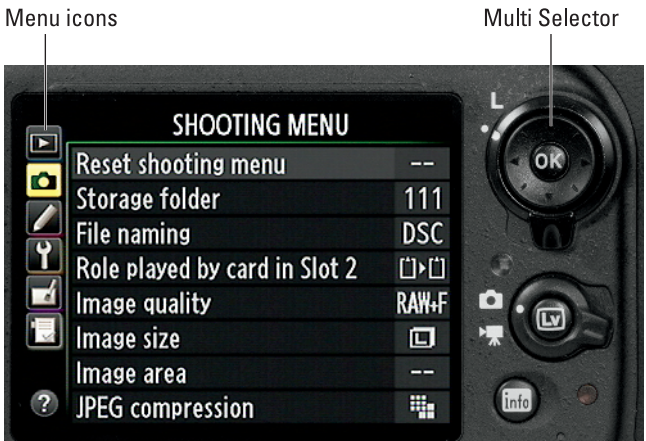 Menu icons
Multi Selector
SHOOTING MENU
L
OK
Reset shooting menu --
Storage folder 111
File naming DSC
Role played by card in Slot 2
Image quality RAW+F
Image size L
Lv
Image area --
? JPEG compression
info